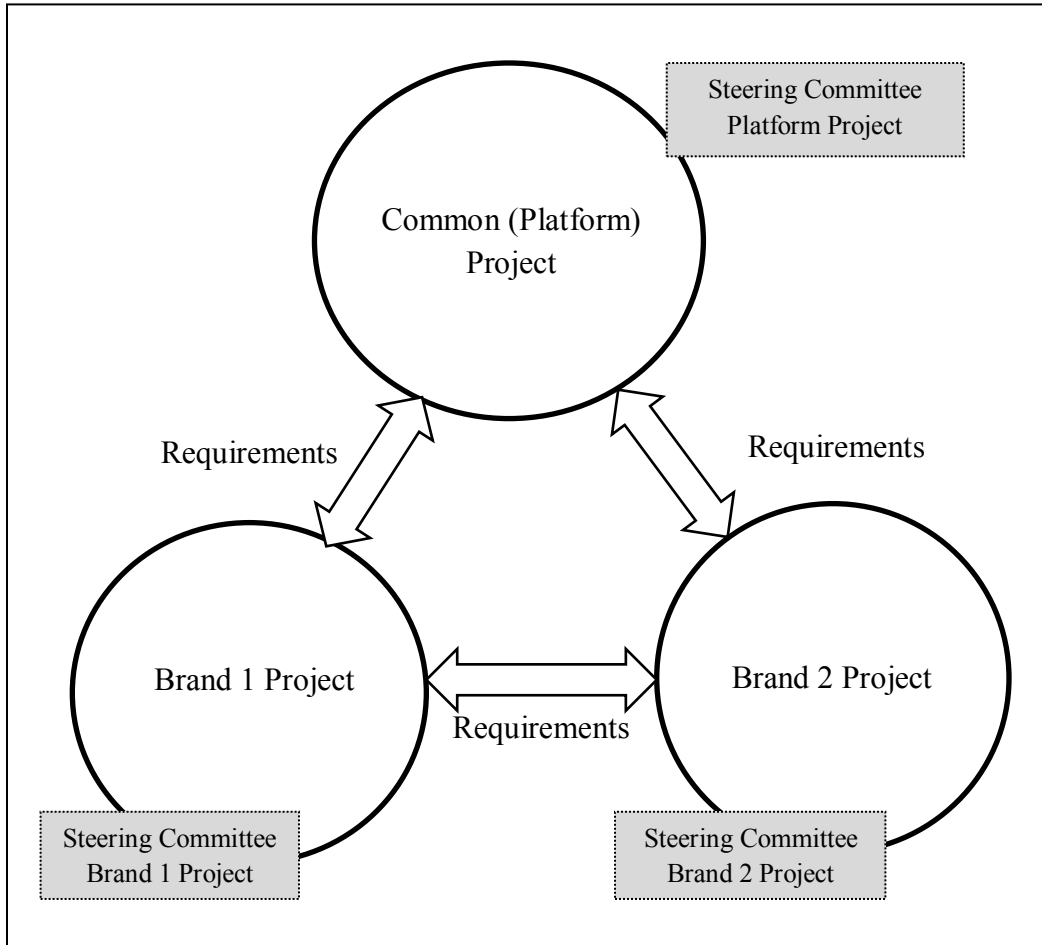 Steering Committee
Platform Project
Common (Platform)
Project
Requirements
Requirements
Brand 1 Project
Brand 2 Project
Requirements
Steering Committee
Brand 1 Project
Steering Committee
Brand 2 Project